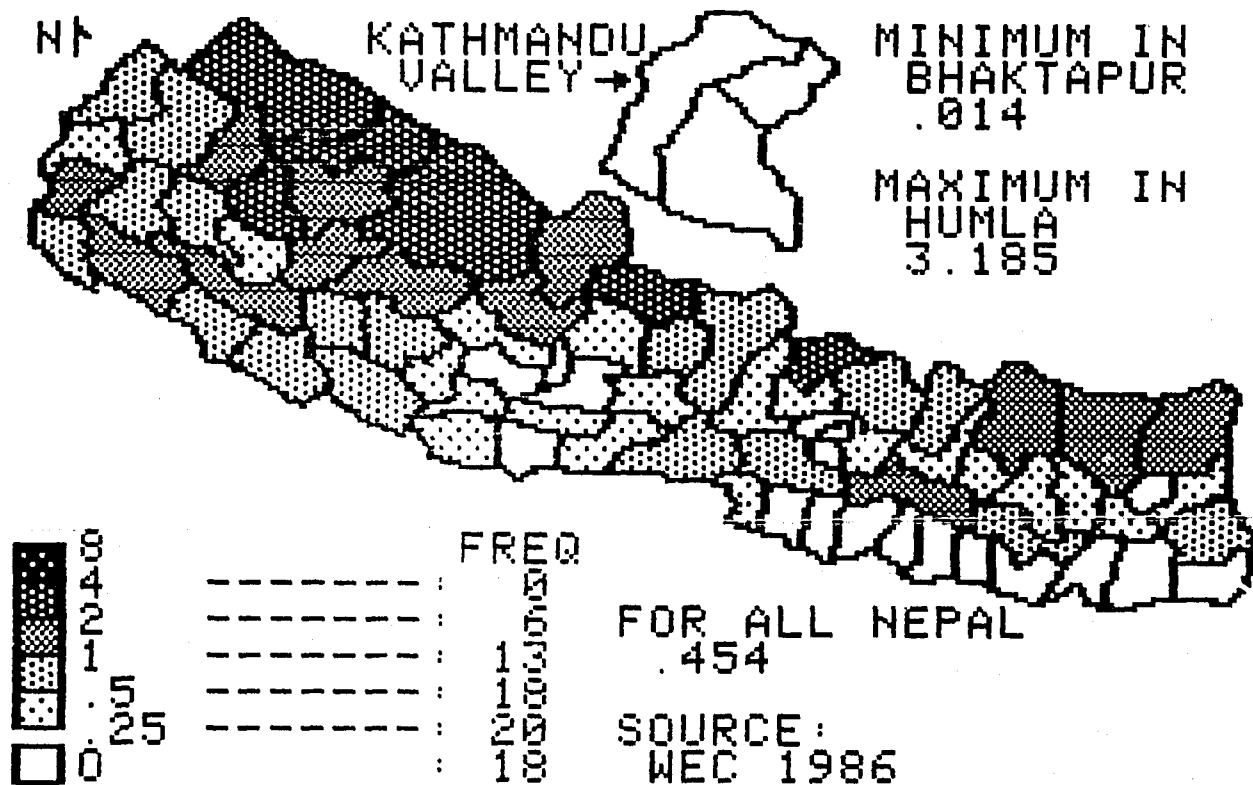 N
KATHMANDU
VALLEY →
MINIMUM IN
BHAKTAPUR
.014
MAXIMUM IN
HUMLA
3.185
FREQ
8
4 - - - - - - - : 0
2 - - - - - - - : 6
1 - - - - - - - : 13
.5 - - - - - - - : 18
.25 - - - - - - - : 20
0 : 18
FOR ALL NEPAL
.454
SOURCE:
WEC 1986